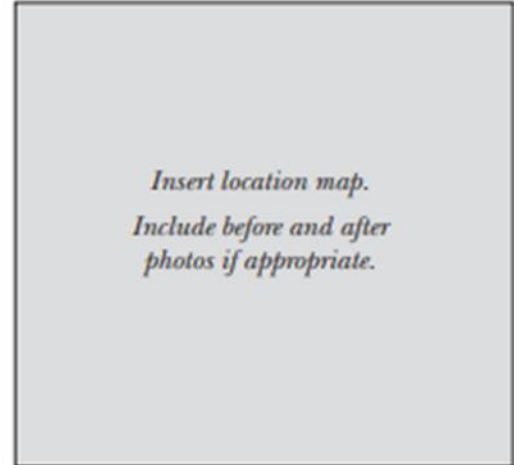 Insert location map.
Include before and after
photos if appropriate.